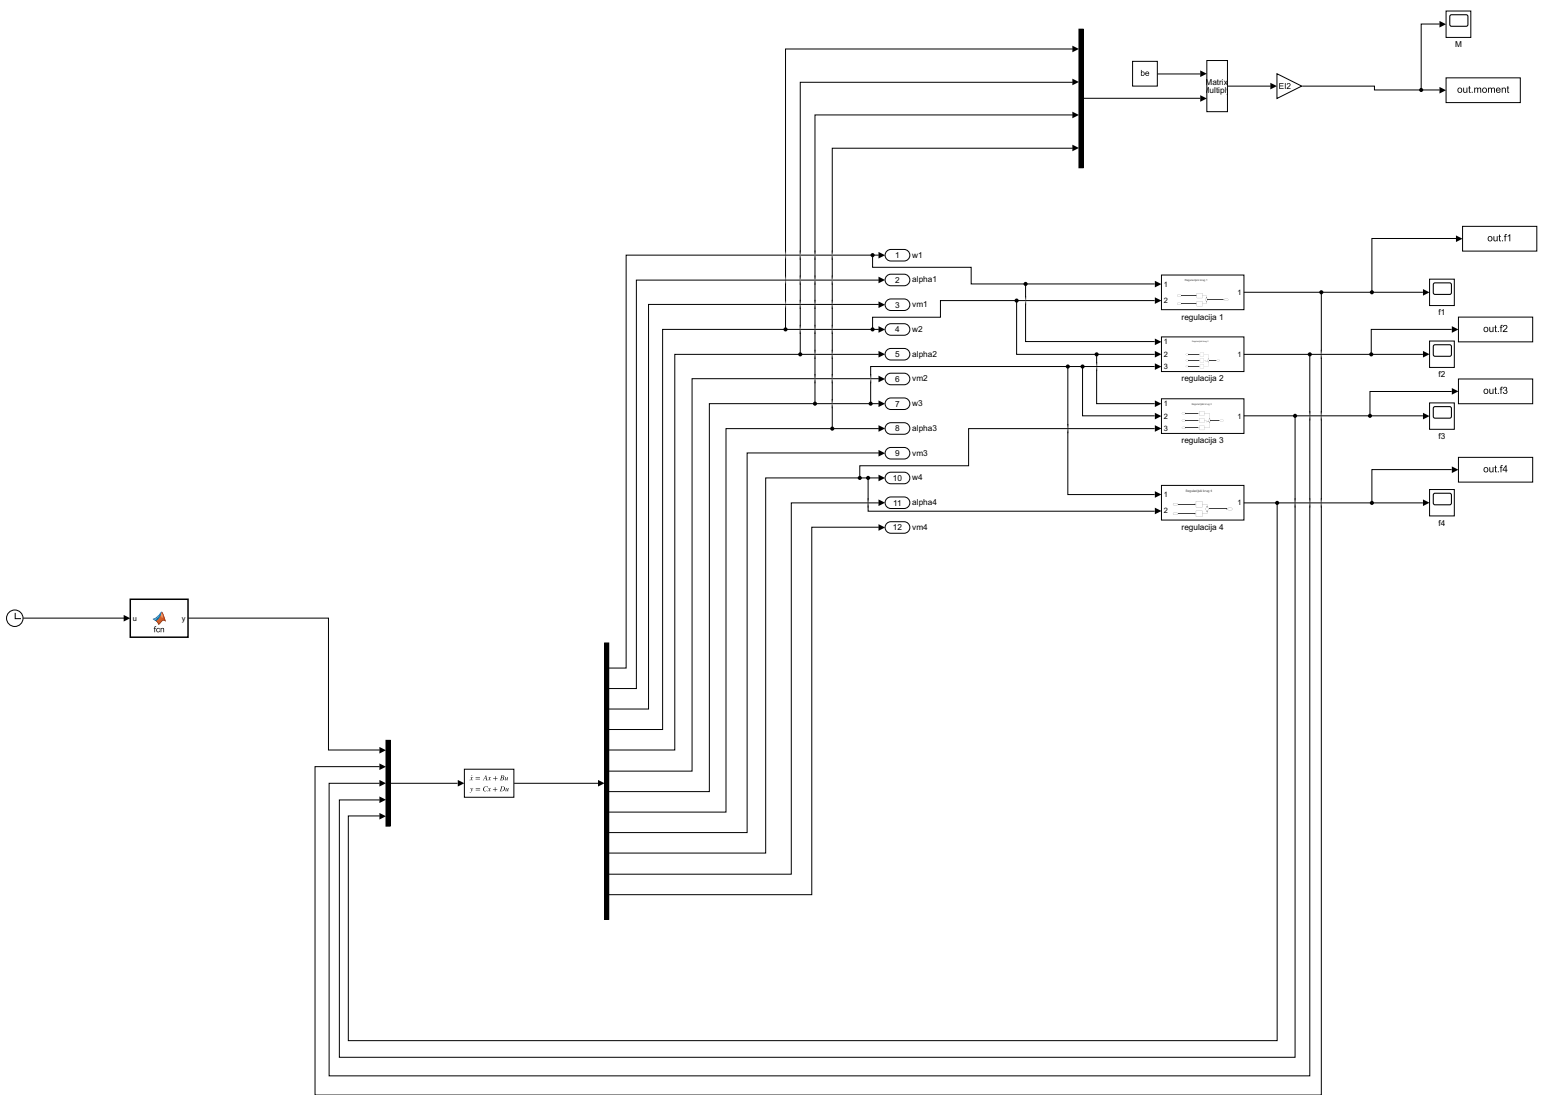 M
be
Matrix
Multiply
EI2
out.moment
out.f1
1 w1
2 alpha1
1
2
1
regulacija 1
f1
3 vm1
4 w2
out.f2
1
2
3
1
regulacija 2
f2
5 alpha2
6 vm2
out.f3
7 w3
1
2
3
1
regulacija 3
f3
8 alpha3
9 vm3
out.f4
10 w4
11 alpha4
1
2
1
regulacija 4
f4
12 vm4
u y
fcn
ẋ = Ax + Bu
y = Cx + Du